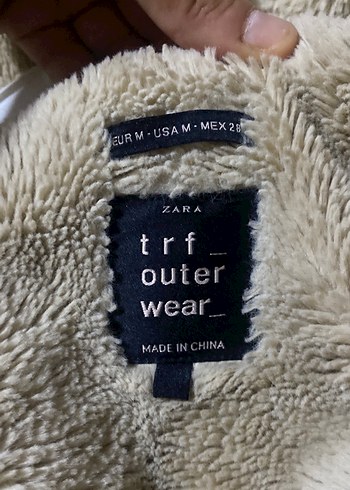 EUR M · USA M · MEX 28
ZARA
trf_
outer
wear_
MADE IN CHINA